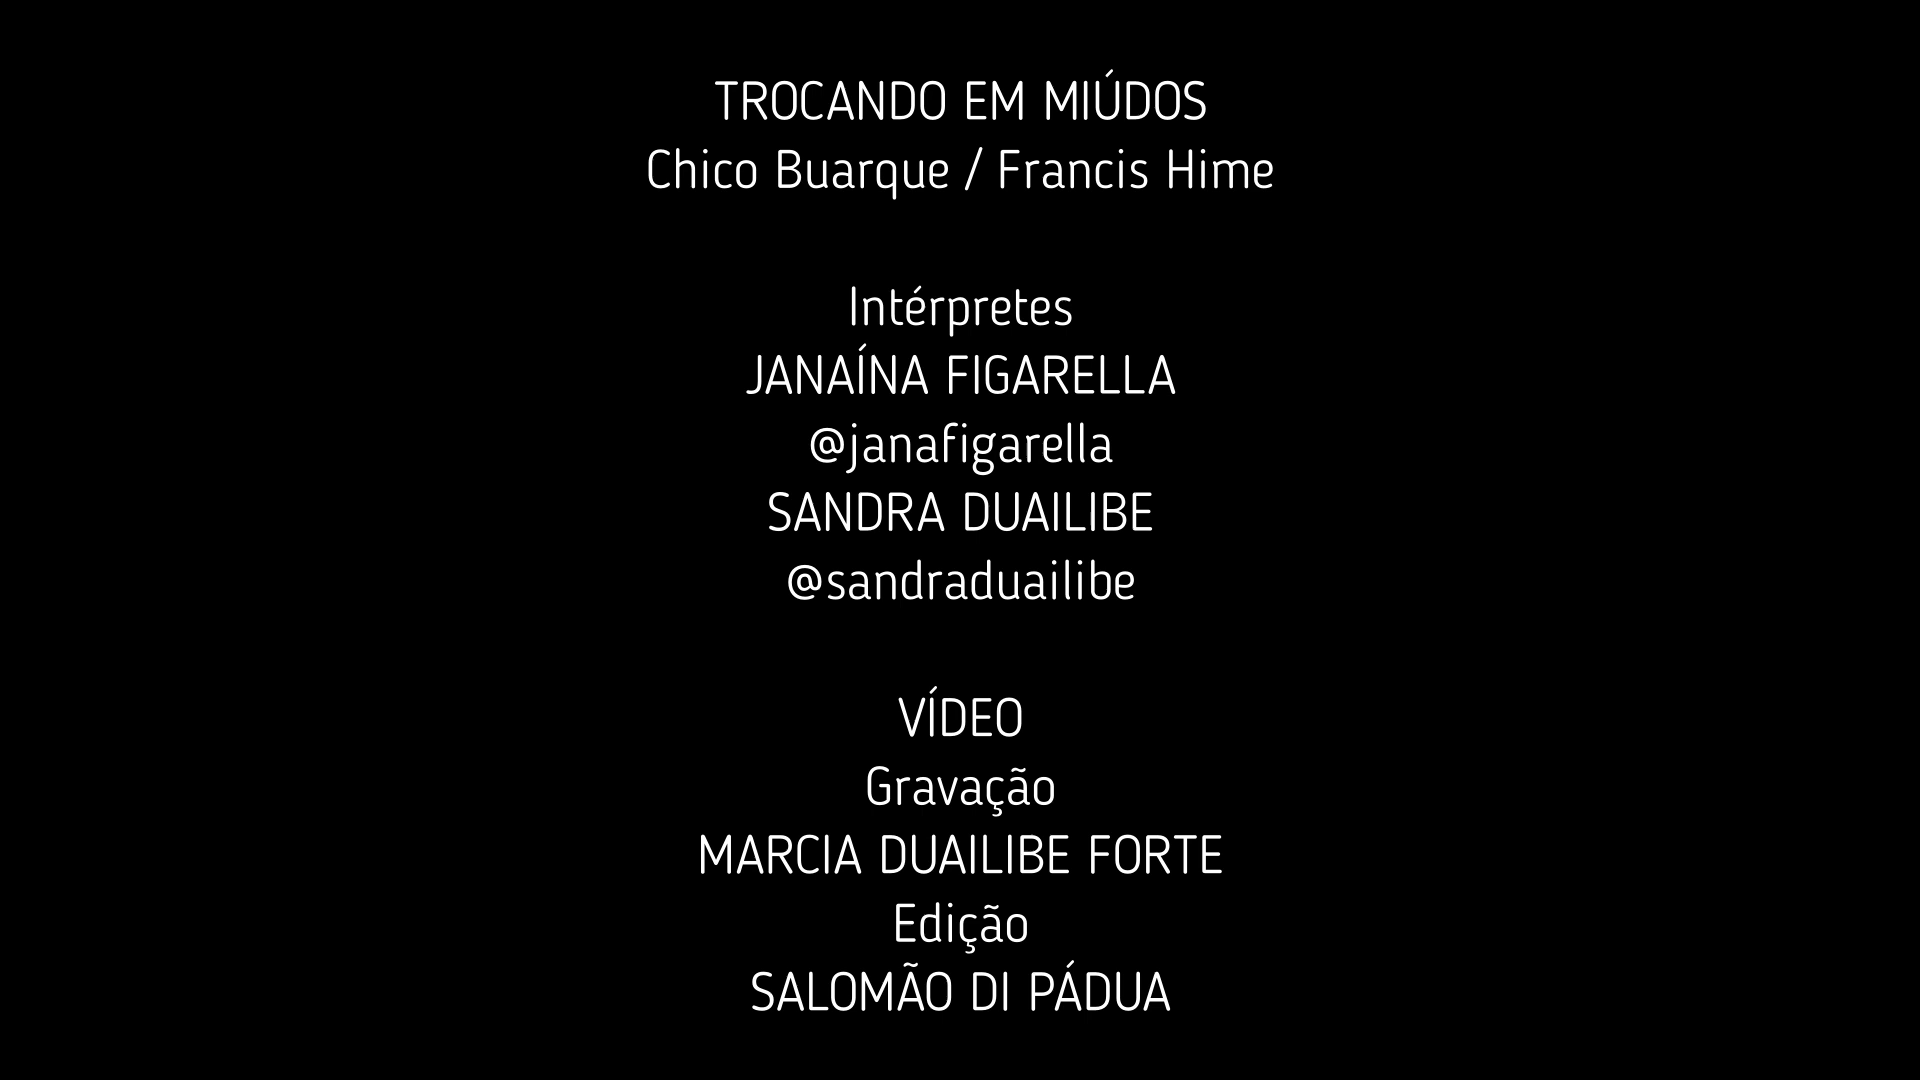 TROCANDO EM MIÚDOS
Chico Buarque / Francis Hime
Intérpretes
JANAÍNA FIGARELLA
@janafigarella
SANDRA DUAILIBE
@sandraduailibe
VÍDEO
Gravação
MARCIA DUAILIBE FORTE
Edição
SALOMÃO DI PÁDUA